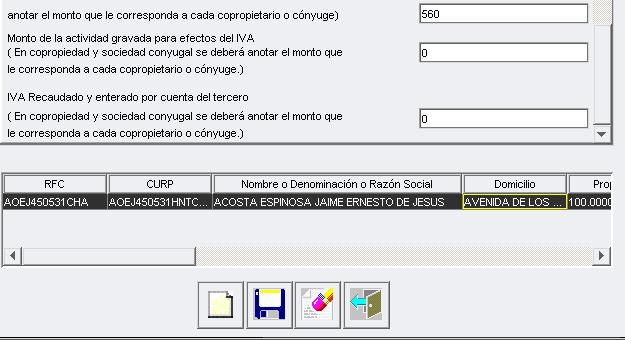 anotar el monto que le corresponda a cada copropietario o cónyuge)
560
Monto de la actividad gravada para efectos del IVA
( En copropiedad y sociedad conyugal se deberá anotar el monto que
le corresponda a cada copropietario o cónyuge.)
0
IVA Recaudado y enterado por cuenta del tercero
( En copropiedad y sociedad conyugal se deberá anotar el monto que
le corresponda a cada copropietario o cónyuge.)
0
RFC CURP Nombre o Denominación o Razón Social Domicilio Prop
AOEJ450531CHA AOEJ450531HNTC... ACOSTA ESPINOSA JAIME ERNESTO DE JESUS AVENIDA DE LOS ... 100.0000